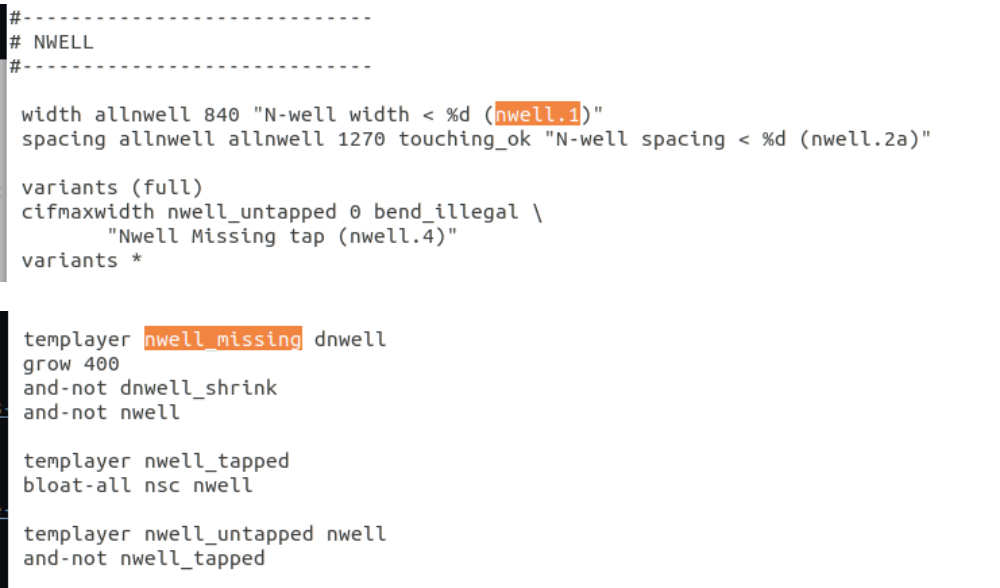 #-----------------------------
# NWELL
#-----------------------------
width allnwell 840 "N-well width < %d (nwell.1)"
spacing allnwell allnwell 1270 touching_ok "N-well spacing < %d (nwell.2a)"
variants (full)
cifmaxwidth nwell_untapped 0 bend_illegal \
"Nwell Missing tap (nwell.4)"
variants *
templayer nwell_missing dnwell
grow 400
and-not dnwell_shrink
and-not nwell
templayer nwell_tapped
bloat-all nsc nwell
templayer nwell_untapped nwell
and-not nwell_tapped